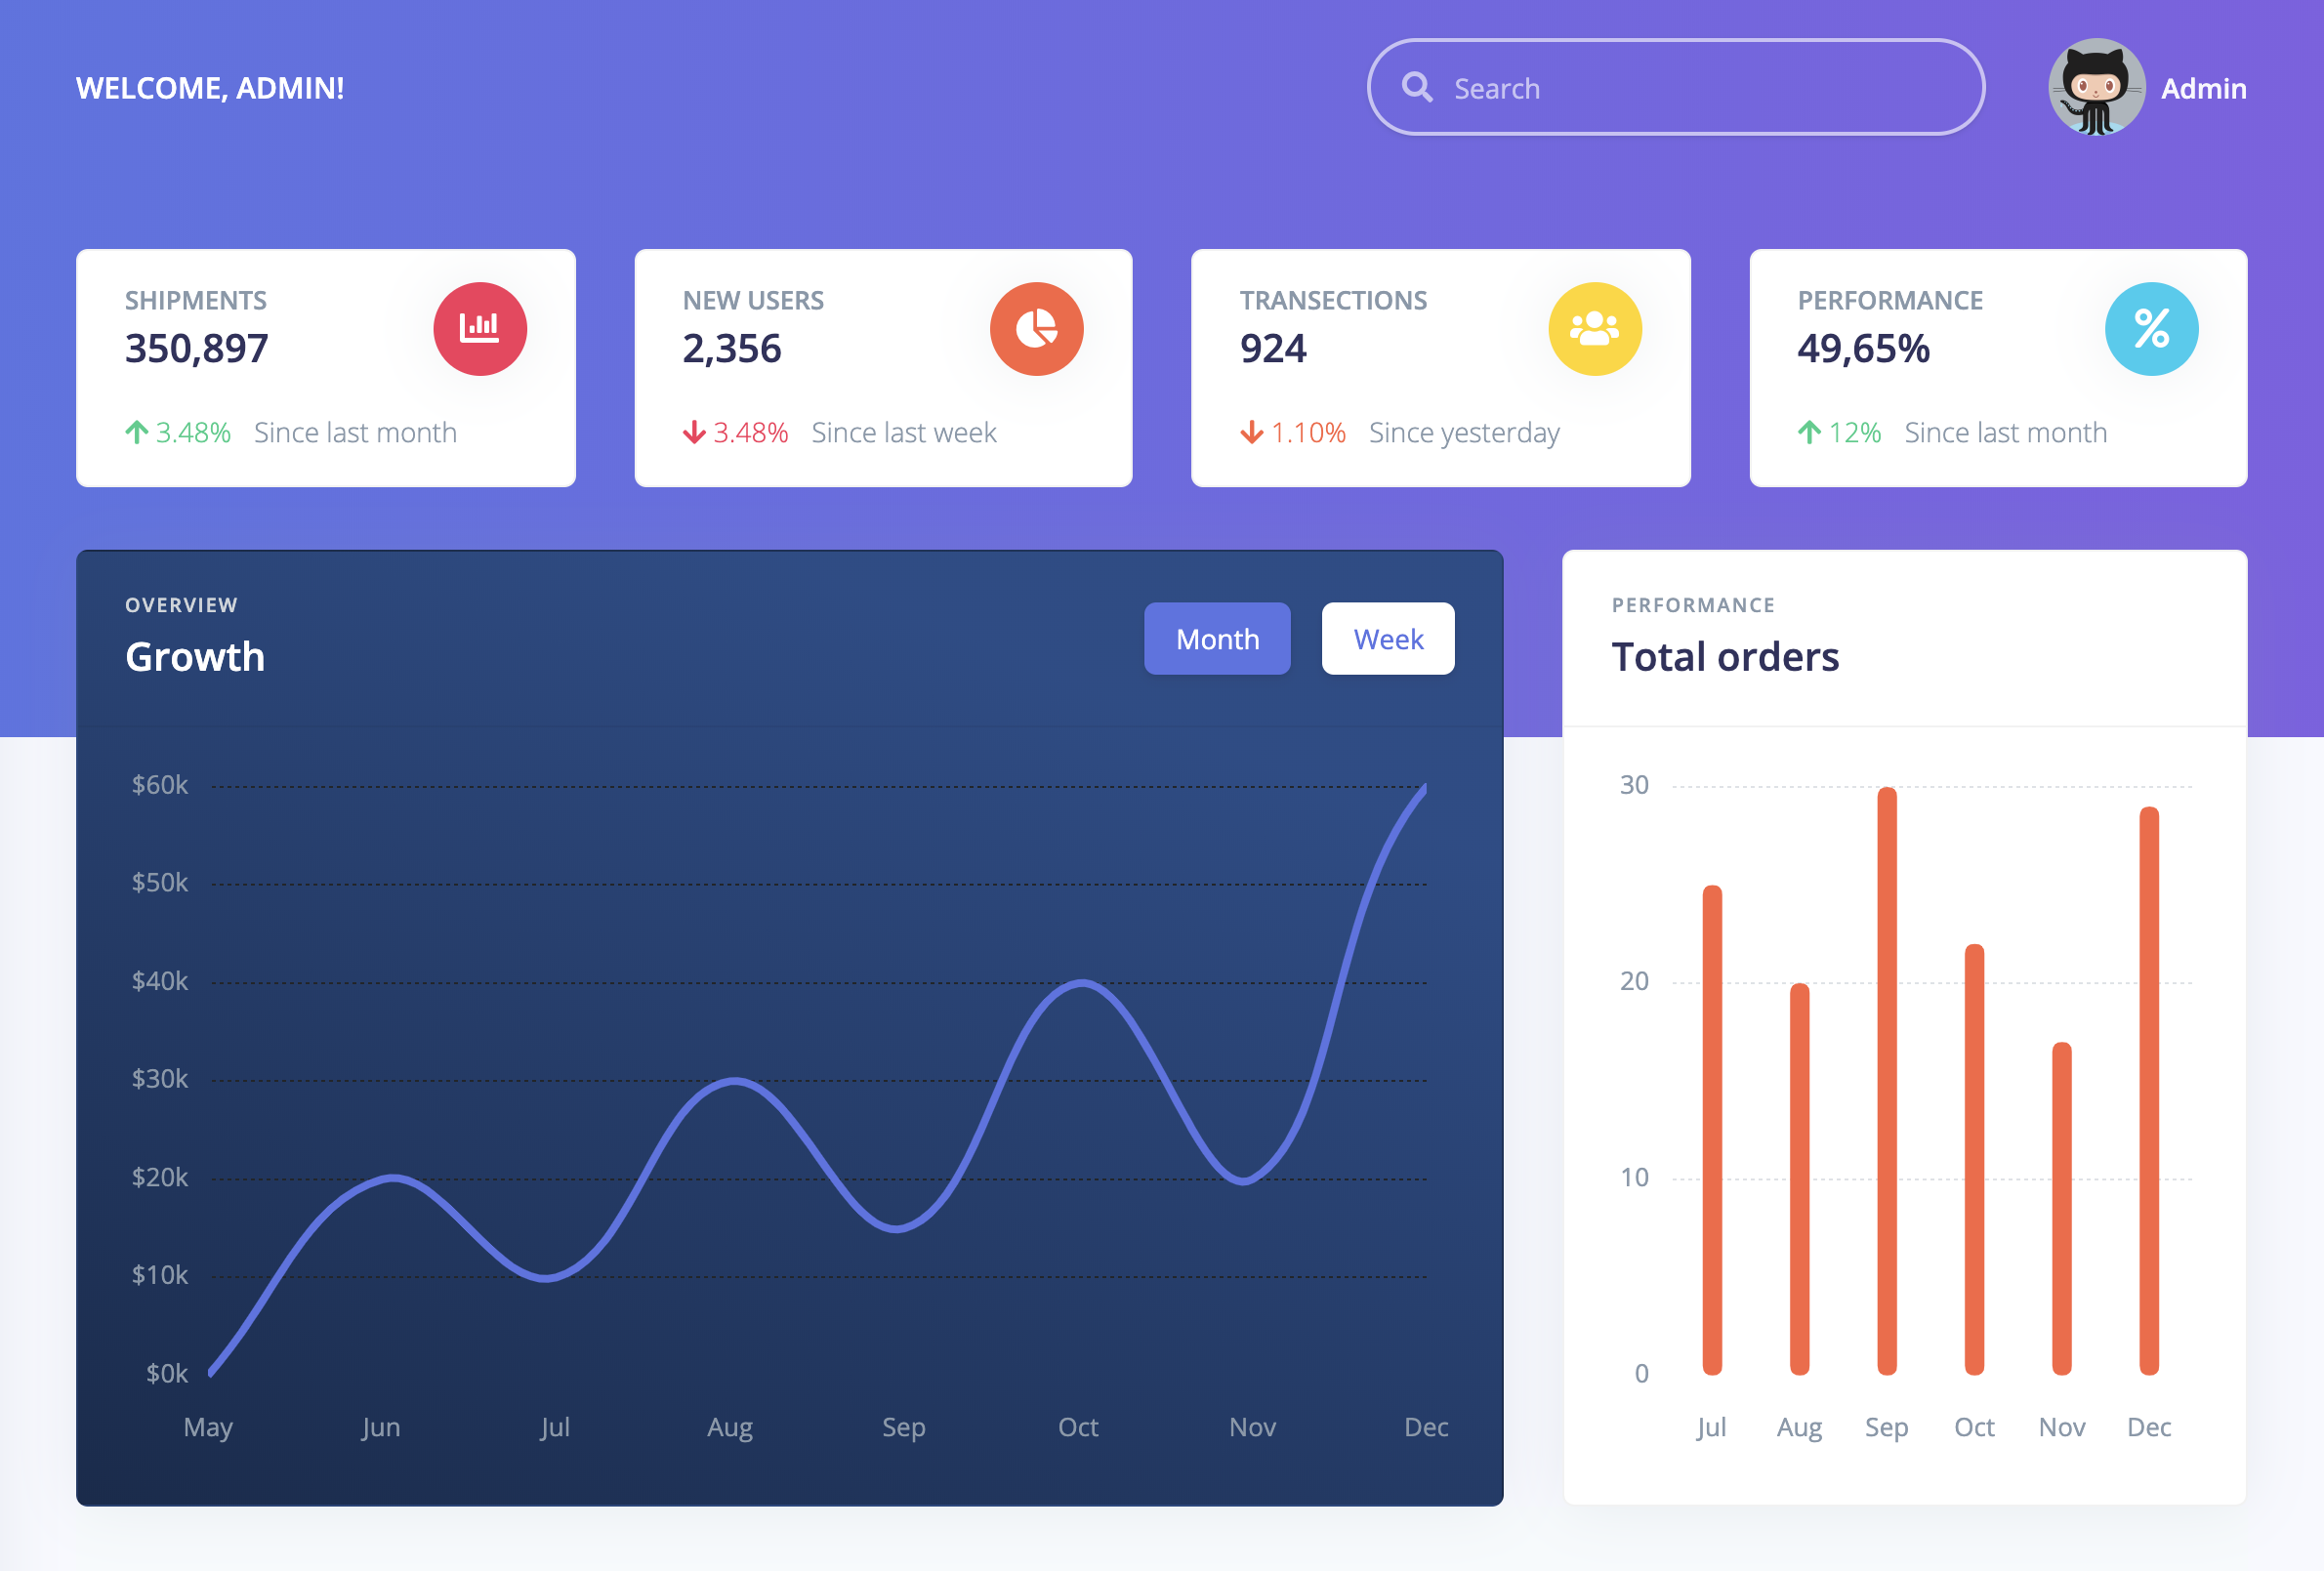 WELCOME, ADMIN!
Search
Admin
SHIPMENTS
350,897
3.48% Since last month
NEW USERS
2,356
3.48% Since last week
TRANSECTIONS
924
1.10% Since yesterday
PERFORMANCE
49,65%
12% Since last month
OVERVIEW
Growth
Month
Week
$60k
$50k
$40k
$30k
$20k
$10k
$0k
May Jun Jul Aug Sep Oct Nov Dec
PERFORMANCE
Total orders
30
20
10
0
Jul Aug Sep Oct Nov Dec